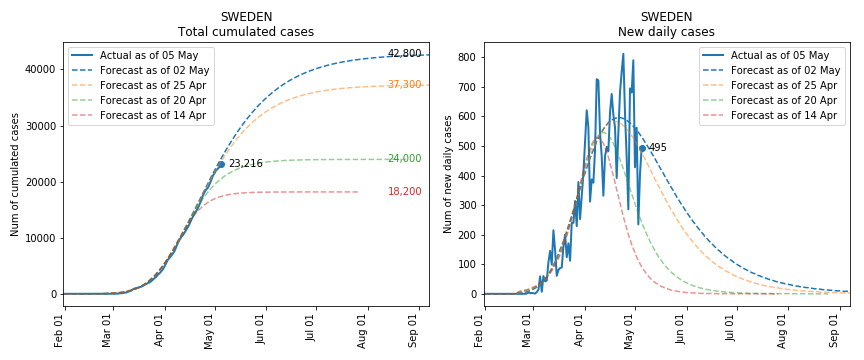 SWEDEN
Total cumulated cases
Num of cumulated cases
40000
30000
20000
10000
0
Actual as of 05 May
Forecast as of 02 May
Forecast as of 25 Apr
Forecast as of 20 Apr
Forecast as of 14 Apr
42,800
37,300
24,000
23,216
18,200
Feb 01
Mar 01
Apr 01
May 01
Jun 01
Jul 01
Aug 01
Sep 01
SWEDEN
New daily cases
Num of new daily cases
800
700
600
500
400
300
200
100
0
Actual as of 05 May
Forecast as of 02 May
Forecast as of 25 Apr
Forecast as of 20 Apr
Forecast as of 14 Apr
495
Feb 01
Mar 01
Apr 01
May 01
Jun 01
Jul 01
Aug 01
Sep 01